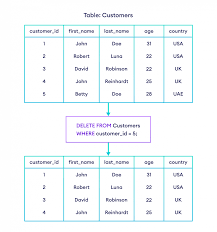 Table: Customers
customer_id first_name last_name age country
1 John Doe 31 USA
2 Robert Luna 22 USA
3 David Robinson 22 UK
4 John Reinhardt 25 UK
5 Betty Doe 28 UAE
DELETE FROM Customers
WHERE customer_id = 5;
customer_id first_name last_name age country
1 John Doe 31 USA
2 Robert Luna 22 USA
3 David Robinson 22 UK
4 John Reinhardt 25 UK